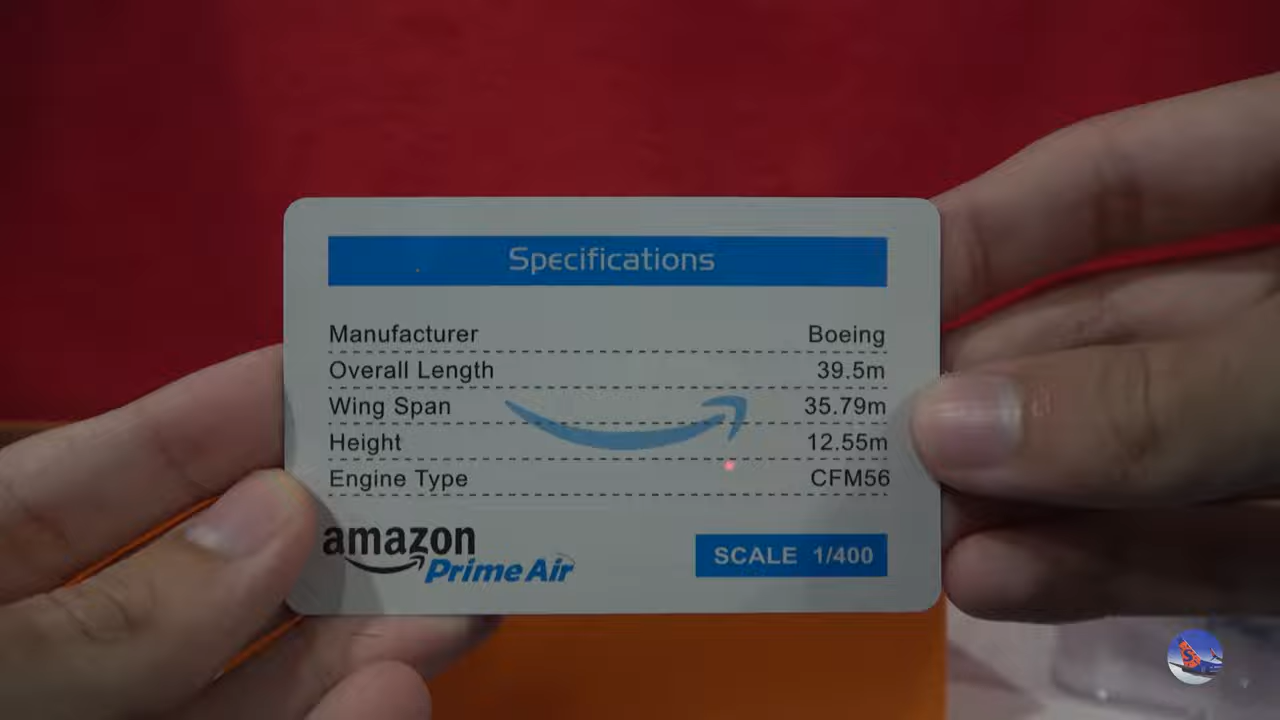 Specifications
Manufacturer Boeing
Overall Length 39.5m
Wing Span 35.79m
Height 12.55m
Engine Type CFM56
amazon
Prime Air
SCALE 1/400